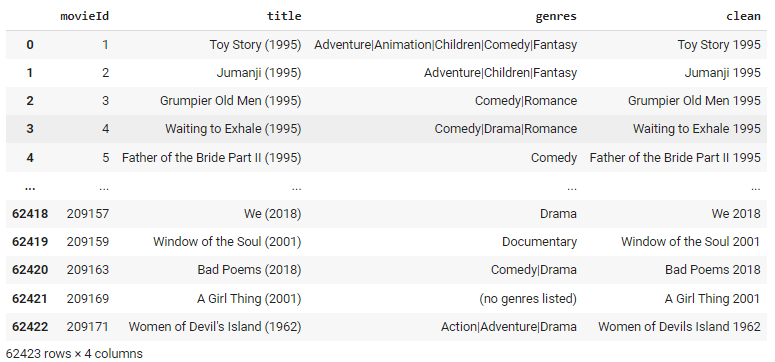 movieId title genres clean
0 1 Toy Story (1995) Adventure|Animation|Children|Comedy|Fantasy Toy Story 1995
1 2 Jumanji (1995) Adventure|Children|Fantasy Jumanji 1995
2 3 Grumpier Old Men (1995) Comedy|Romance Grumpier Old Men 1995
3 4 Waiting to Exhale (1995) Comedy|Drama|Romance Waiting to Exhale 1995
4 5 Father of the Bride Part II (1995) Comedy Father of the Bride Part II 1995
... ... ... ... ...
62418 209157 We (2018) Drama We 2018
62419 209159 Window of the Soul (2001) Documentary Window of the Soul 2001
62420 209163 Bad Poems (2018) Comedy|Drama Bad Poems 2018
62421 209169 A Girl Thing (2001) (no genres listed) A Girl Thing 2001
62422 209171 Women of Devil's Island (1962) Action|Adventure|Drama Women of Devils Island 1962
62423 rows × 4 columns